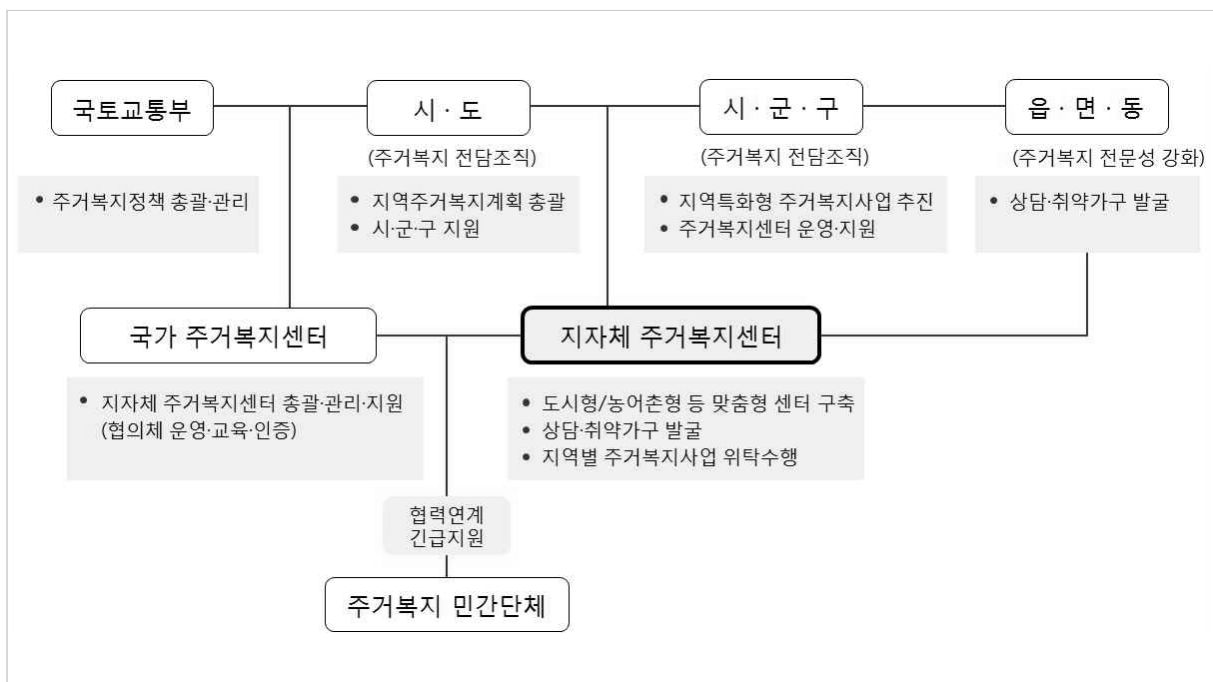 국토교통부
시 · 도
시 · 군 · 구
읍 · 면 · 동
(주거복지 전담조직)
(주거복지 전담조직)
(주거복지 전문성 강화)
• 주거복지정책 총괄·관리
• 지역주거복지계획 총괄
• 시·군·구 지원
• 지역특화형 주거복지사업 추진
• 주거복지센터 운영·지원
• 상담·취약가구 발굴
국가 주거복지센터
지자체 주거복지센터
• 지자체 주거복지센터 총괄·관리·지원
(협의체 운영·교육·인증)
• 도시형/농어촌형 등 맞춤형 센터 구축
• 상담·취약가구 발굴
• 지역별 주거복지사업 위탁수행
협력연계
긴급지원
주거복지 민간단체